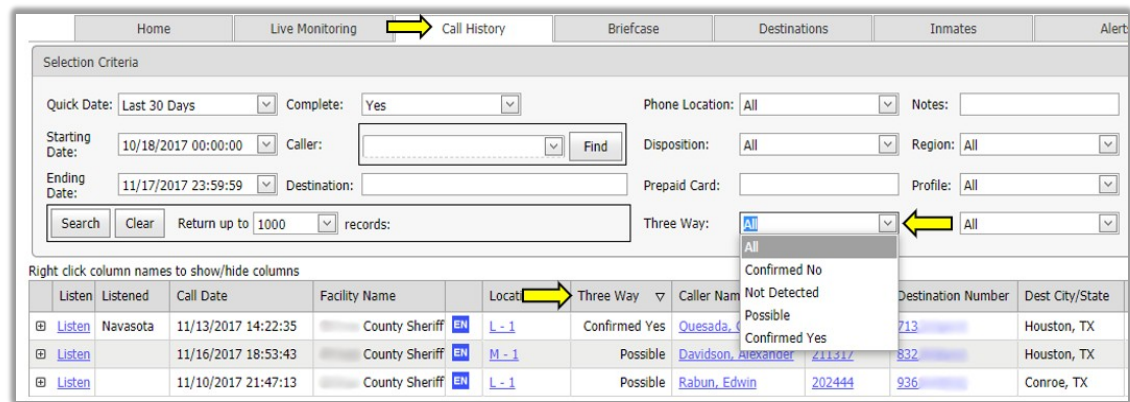 Home Live Monitoring Call History Briefcase Destinations Inmates Alert
Selection Criteria
Quick Date: Last 30 Days Complete: Yes Phone Location: All Notes:
Starting Date: 10/18/2017 00:00:00 Caller: Find Disposition: All Region: All
Ending Date: 11/17/2017 23:59:59 Destination: Prepaid Card: Profile: All
Search Clear Return up to 1000 records: Three Way: All All
All
Confirmed No
Not Detected
Possible
Confirmed Yes
Right click column names to show/hide columns
Listen Listened Call Date Facility Name Locati Three Way Caller Nam Destination Number Dest City/State
Listen Navasota 11/13/2017 14:22:35 County Sheriff EN L - 1 Confirmed Yes Quesada, 713 Houston, TX
Listen 11/16/2017 18:53:43 County Sheriff EN M - 1 Possible Davidson, Alexander 211317 832 Houston, TX
Listen 11/10/2017 21:47:13 County Sheriff EN L - 1 Possible Rabun, Edwin 202444 936 Conroe, TX